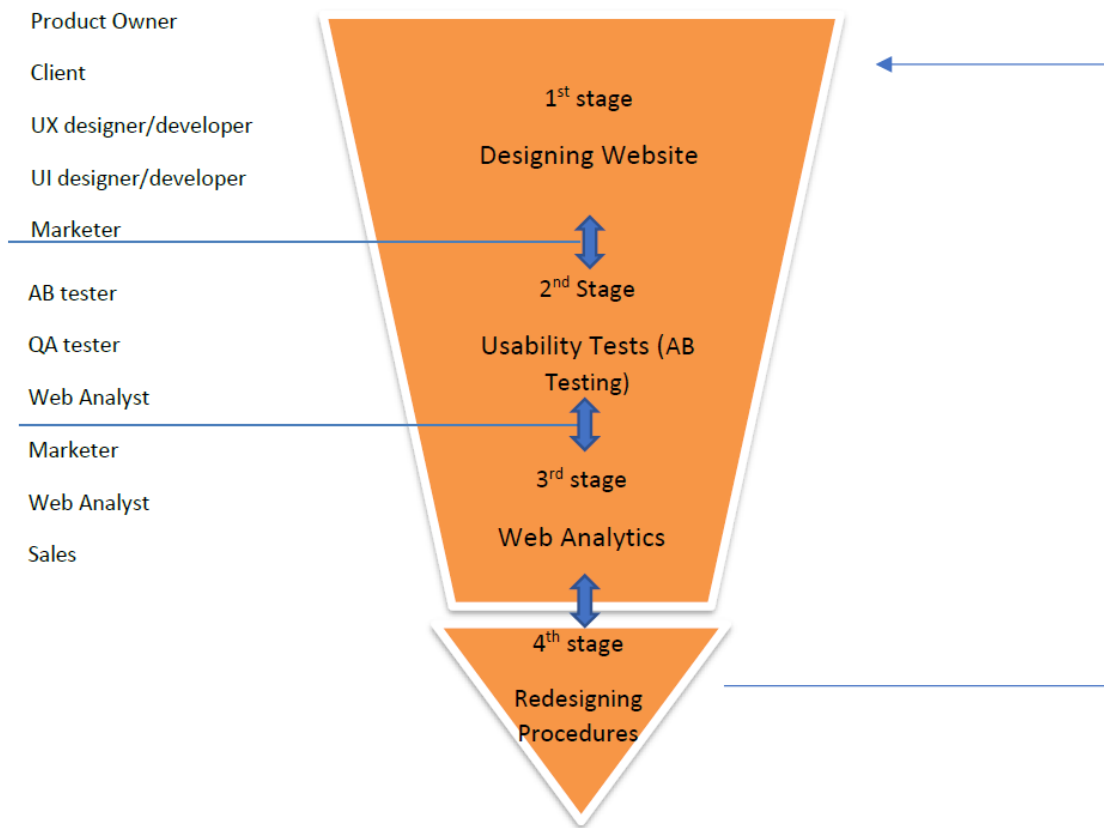 Product Owner
Client
UX designer/developer
UI designer/developer
Marketer
AB tester
QA tester
Web Analyst
Marketer
Web Analyst
Sales
1st stage
Designing Website
2nd Stage
Usability Tests (AB
Testing)
3rd stage
Web Analytics
4th stage
Redesigning
Procedures